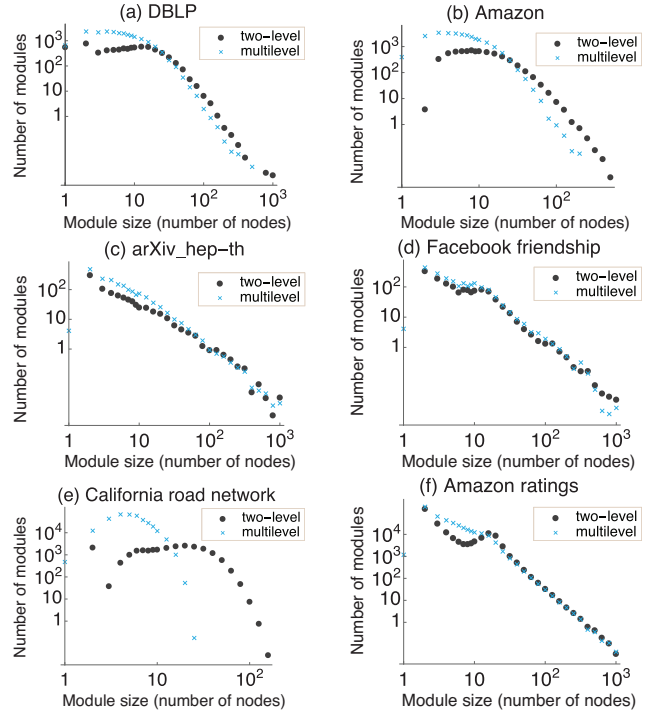 (a) DBLP
Number of modules
10³
10²
10
1
two-level
multilevel
1
10
10²
10³
Module size (number of nodes)
(b) Amazon
Number of modules
10³
10²
10
1
two-level
multilevel
1
10
10²
Module size (number of nodes)
(c) arXiv_hep-th
Number of modules
10²
10
1
two-level
multilevel
1
10
10²
10³
Module size (number of nodes)
(d) Facebook friendship
Number of modules
10²
10
1
two-level
multilevel
1
10
10²
10³
Module size (number of nodes)
(e) California road network
Number of modules
10⁴
10³
10²
10
1
two-level
multilevel
1
10
10²
Module size (number of nodes)
(f) Amazon ratings
Number of modules
10⁴
10³
10²
10
1
two-level
multilevel
1
10
10²
10³
Module size (number of nodes)